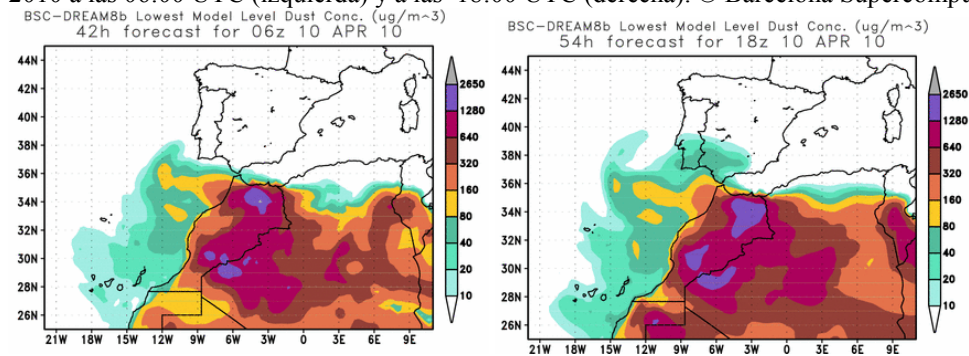 2010 a las 06:00 UTC (izquierda) y a las 18:00 UTC (derecha). © Barcelona Supercomput
BSC-DREAM8b Lowest Model Level Dust Conc. (ug/m-3)
42h forecast for 06z 10 APR 10
44N
42N
40N
38N
36N
34N
32N
30N
28N
26N
21W 18W 15W 12W 9W 6W 3W 0 3E 6E 9E
2650
1280
640
320
160
80
40
20
10
BSC-DREAM8b Lowest Model Level Dust Conc. (ug/m-3)
54h forecast for 18z 10 APR 10
44N
42N
40N
38N
36N
34N
32N
30N
28N
26N
21W 18W 15W 12W 9W 6W 3W 0 3E 6E 9E
2650
1280
640
320
160
80
40
20
10